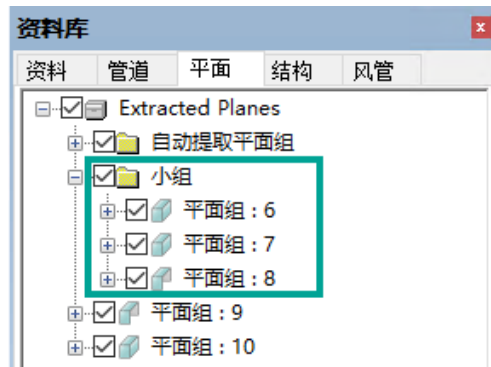 资料库
资料 管道 平面 结构 风管
Extracted Planes
自动提取平面组
小组
平面组 : 6
平面组 : 7
平面组 : 8
平面组 : 9
平面组 : 10